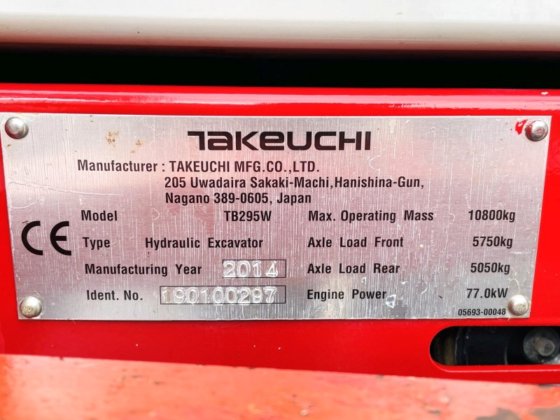 TAKEUCHI
Manufacturer : TAKEUCHI MFG.CO.,LTD.
205 Uwadaira Sakaki-Machi,Hanishina-Gun,
Nagano 389-0605, Japan
Model TB295W Max. Operating Mass 10800kg
CE Type Hydraulic Excavator Axle Load Front 5750kg
Manufacturing Year 2014 Axle Load Rear 5050kg
Ident. No. 190100297 Engine Power 77.0kW
05693-00048